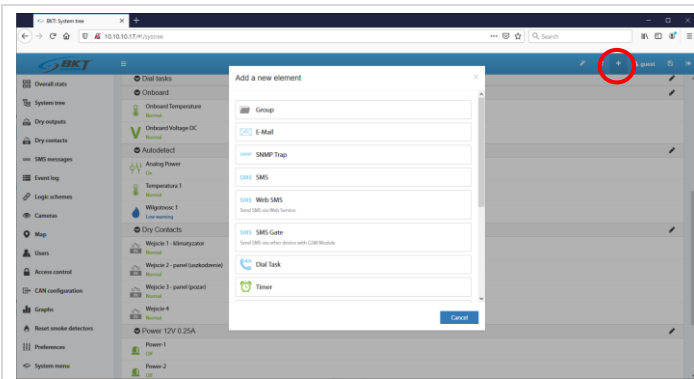 BKT: System tree
10.10.10.17/#!/systree
Search
BKT
guest
Overall stats
System tree
Dry outputs
Dry contacts
SMS messages
Event log
Logic schemes
Cameras
Map
Users
Access control
CAN configuration
Graphs
Reset smoke detectors
Preferences
System menu
Dial tasks
Onboard
Onboard Temperature
Normal
Onboard Voltage DC
Normal
Autodetect
Analog Power
On
Temperatura 1
Normal
Wilgotnosc 1
Low warning
Dry Contacts
Wejscie 1 - klimatyzator
Normal
Wejscie 2 - panel (uszkodzenie)
Normal
Wejscie 3 - panel (pozar)
Normal
Wejscie 4
Normal
Power 12V 0.25A
Power-1
Off
Power-2
Off
Add a new element
Group
E-Mail
SNMP Trap
SMS SMS
SMS Web SMS
Send SMS via Web Service
SMS SMS Gate
Send SMS via other device with GSM Module
Dial Task
Timer
Cancel